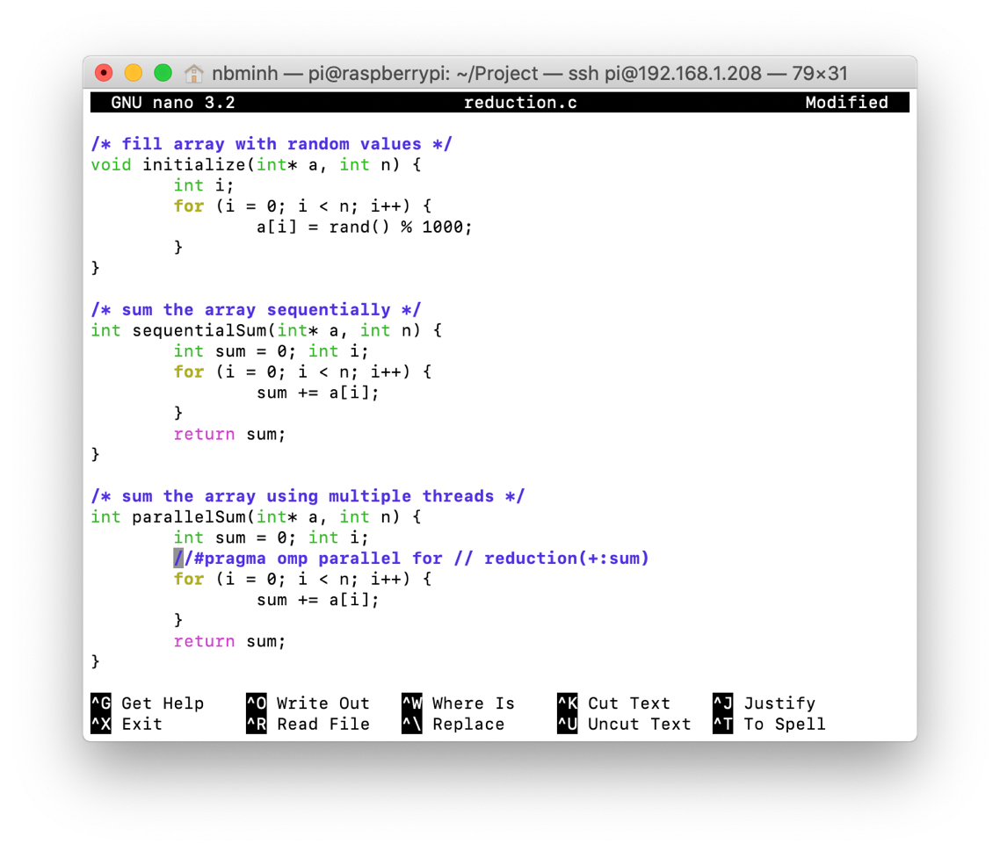 nbminh — pi@raspberrypi: ~/Project — ssh pi@192.168.1.208 — 79×31
GNU nano 3.2 reduction.c Modified
/* fill array with random values */
void initialize(int* a, int n) {
int i;
for (i = 0; i < n; i++) {
a[i] = rand() % 1000;
}
}
/* sum the array sequentially */
int sequentialSum(int* a, int n) {
int sum = 0; int i;
for (i = 0; i < n; i++) {
sum += a[i];
}
return sum;
}
/* sum the array using multiple threads */
int parallelSum(int* a, int n) {
int sum = 0; int i;
//#pragma omp parallel for // reduction(+:sum)
for (i = 0; i < n; i++) {
sum += a[i];
}
return sum;
}
^G Get Help ^O Write Out ^W Where Is ^K Cut Text ^J Justify
^X Exit ^R Read File ^\ Replace ^U Uncut Text ^T To Spell